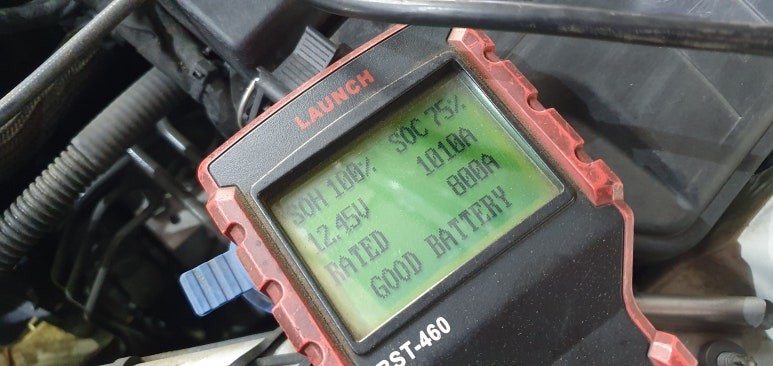 LAUNCH
SOH 100% SOC 75%
12.45V 1010A
RATED 800A
GOOD BATTERY
BST-460